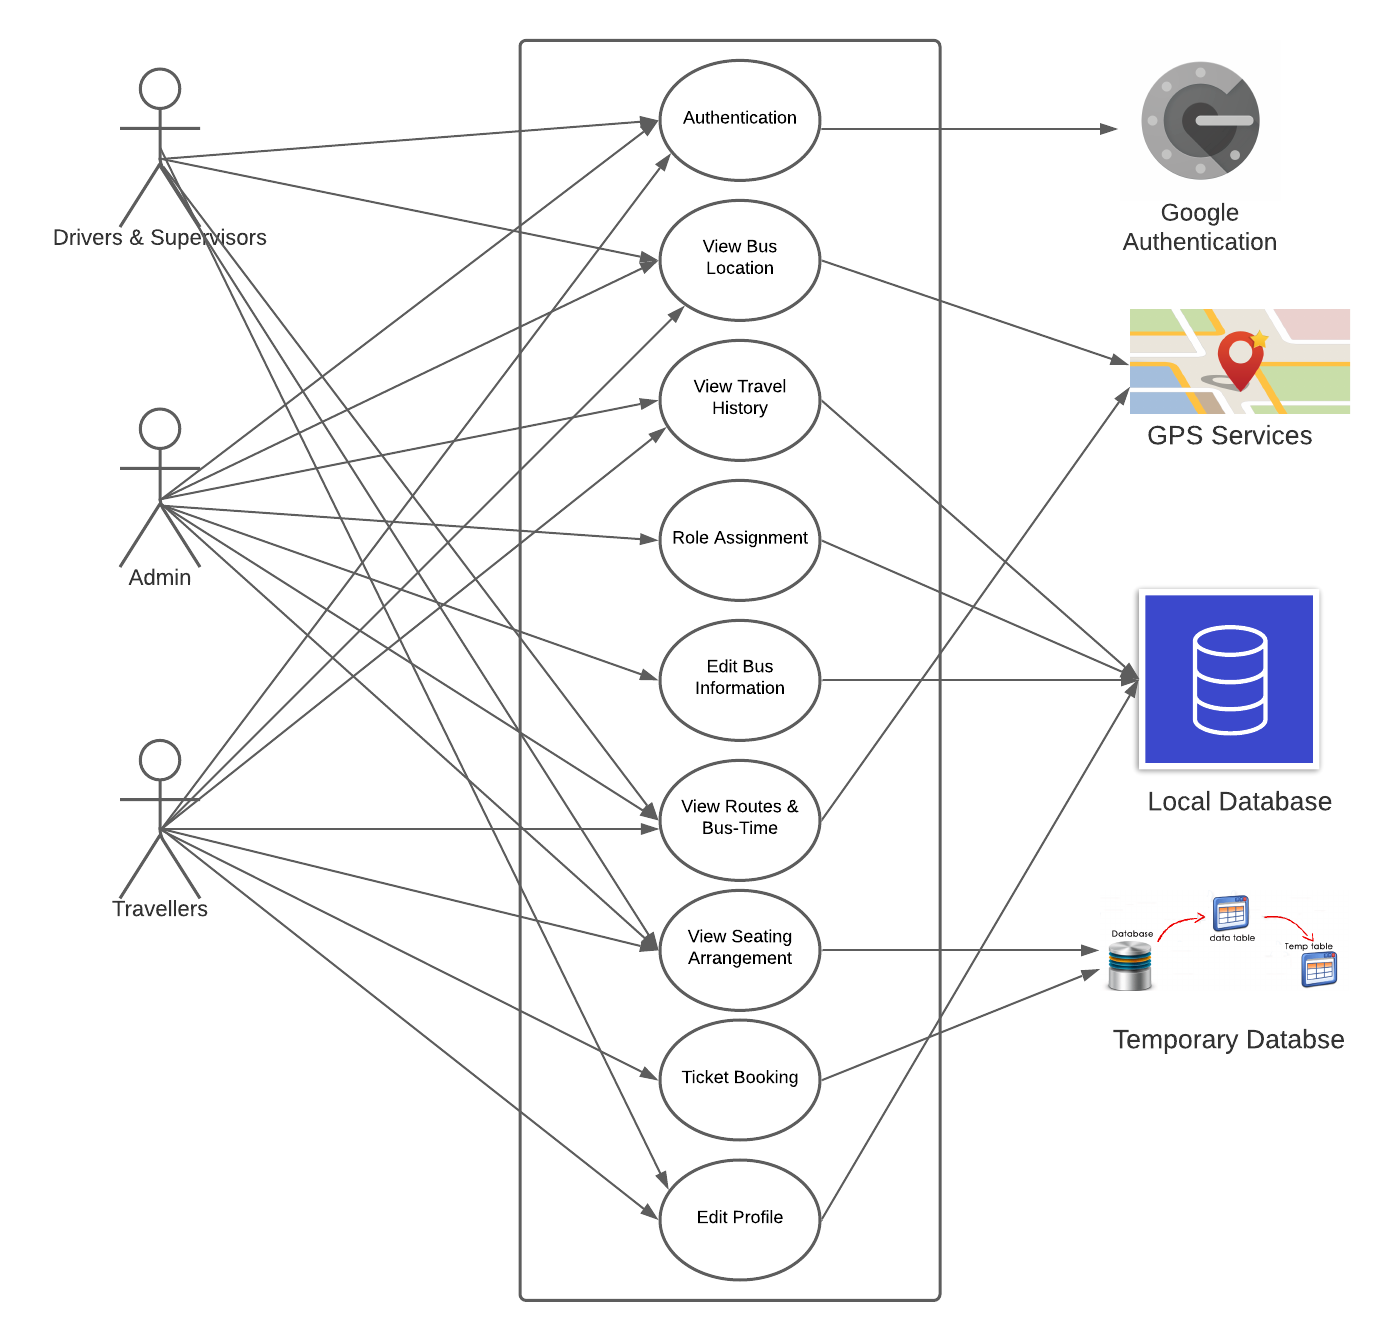 Drivers & Supervisors
Admin
Travellers
Authentication
View Bus
Location
View Travel
History
Role Assignment
Edit Bus
Information
View Routes &
Bus-Time
View Seating
Arrangement
Ticket Booking
Edit Profile
Google
Authentication
GPS Services
Local Database
Database
data table
Temp table
Temporary Databse